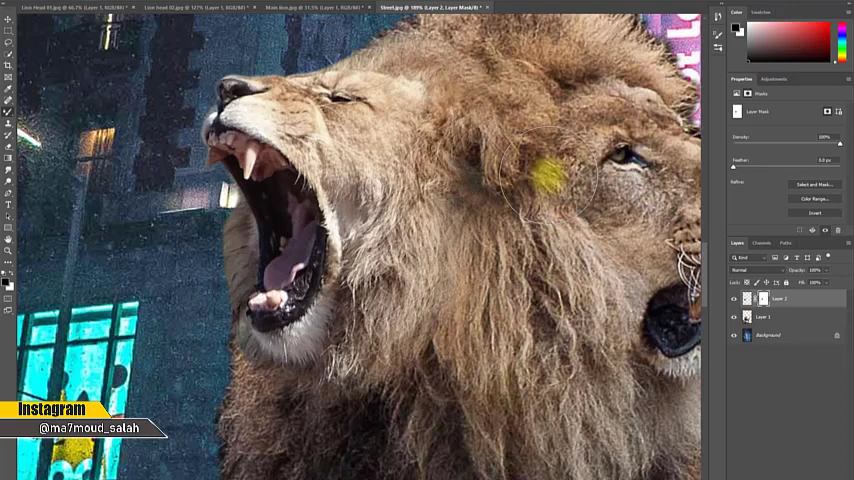 Lion Head 01.jpg @ 66.7% (Layer 1, RGB/8#) *
Lion head 02.jpg @ 127% (Layer 1, RGB/8#) *
Main lion.jpg @ 31.5% (Layer 1, RGB/8#) *
Street.jpg @ 189% (Layer 2, Layer Mask/8) *
Color
Swatches
Properties
Adjustments
Masks
Layer Mask
Density:
100%
Feather:
0.0 px
Refine:
Select and Mask...
Color Range...
Invert
Layers
Channels
Paths
Kind
Normal
Opacity:
100%
Lock:
Fill:
100%
Layer 2
Layer 1
Background
Instagram
@ma7moud_salah